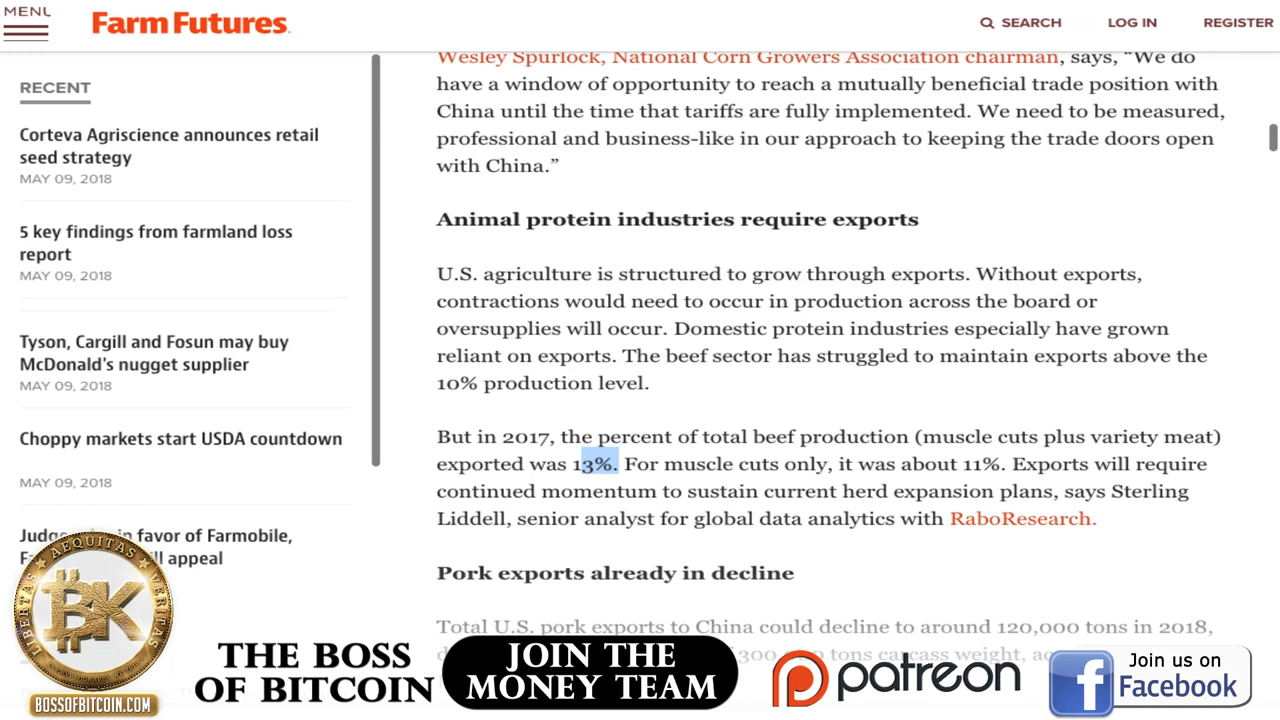 MENU
Farm Futures.
SEARCH
LOG IN
REGISTER
RECENT
Corteva Agriscience announces retail
seed strategy
MAY 09, 2018
5 key findings from farmland loss
report
MAY 09, 2018
Tyson, Cargill and Fosun may buy
McDonald's nugget supplier
MAY 09, 2018
Choppy markets start USDA countdown
MAY 09, 2018
in favor of Farmobile,
appeal
Wesley Spurlock, National Corn Growers Association chairman, says, “We do
have a window of opportunity to reach a mutually beneficial trade position with
China until the time that tariffs are fully implemented. We need to be measured,
professional and business-like in our approach to keeping the trade doors open
with China.”
Animal protein industries require exports
U.S. agriculture is structured to grow through exports. Without exports,
contractions would need to occur in production across the board or
oversupplies will occur. Domestic protein industries especially have grown
reliant on exports. The beef sector has struggled to maintain exports above the
10% production level.
But in 2017, the percent of total beef production (muscle cuts plus variety meat)
exported was 13%. For muscle cuts only, it was about 11%. Exports will require
continued momentum to sustain current herd expansion plans, says Sterling
Liddell, senior analyst for global data analytics with RaboResearch.
Pork exports already in decline
Total U.S. pork exports to China could decline to around 120,000 tons in 2018,
tons carcass weight,
LIBERTAS AEQUITAS VERITAS
BK
BOSSOFBITCOIN.COM
THE BOSS
OF BITCOIN
JOIN THE
MONEY TEAM
patreon
Join us on
Facebook